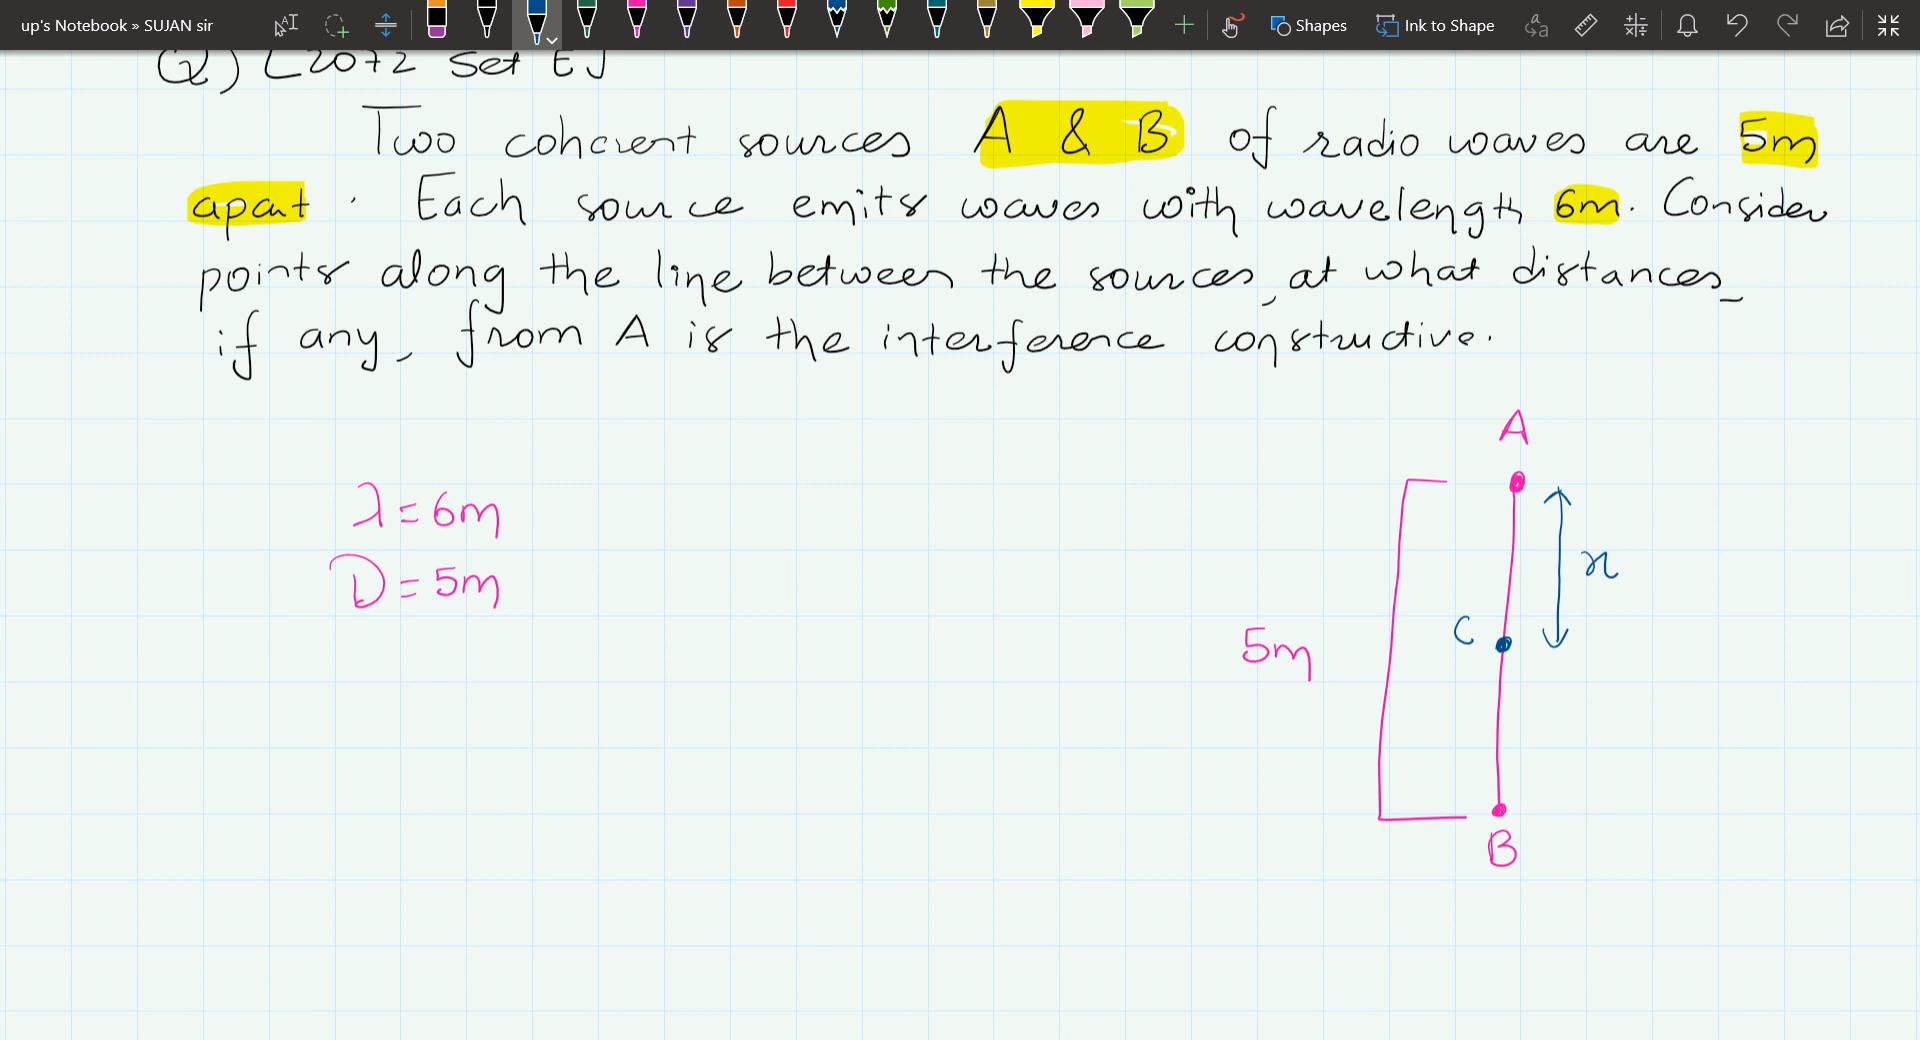 up's Notebook » SUJAN sir
Shapes
Ink to Shape
Q) [2072 Set E]
Two coherent sources A & B of radio waves are 5m
apart. Each source emits waves with wavelength 6m. Consider
points along the line between the sources, at what distances,
if any, from A is the interference constructive.
A
λ = 6m
D = 5m
x
C
5m
B